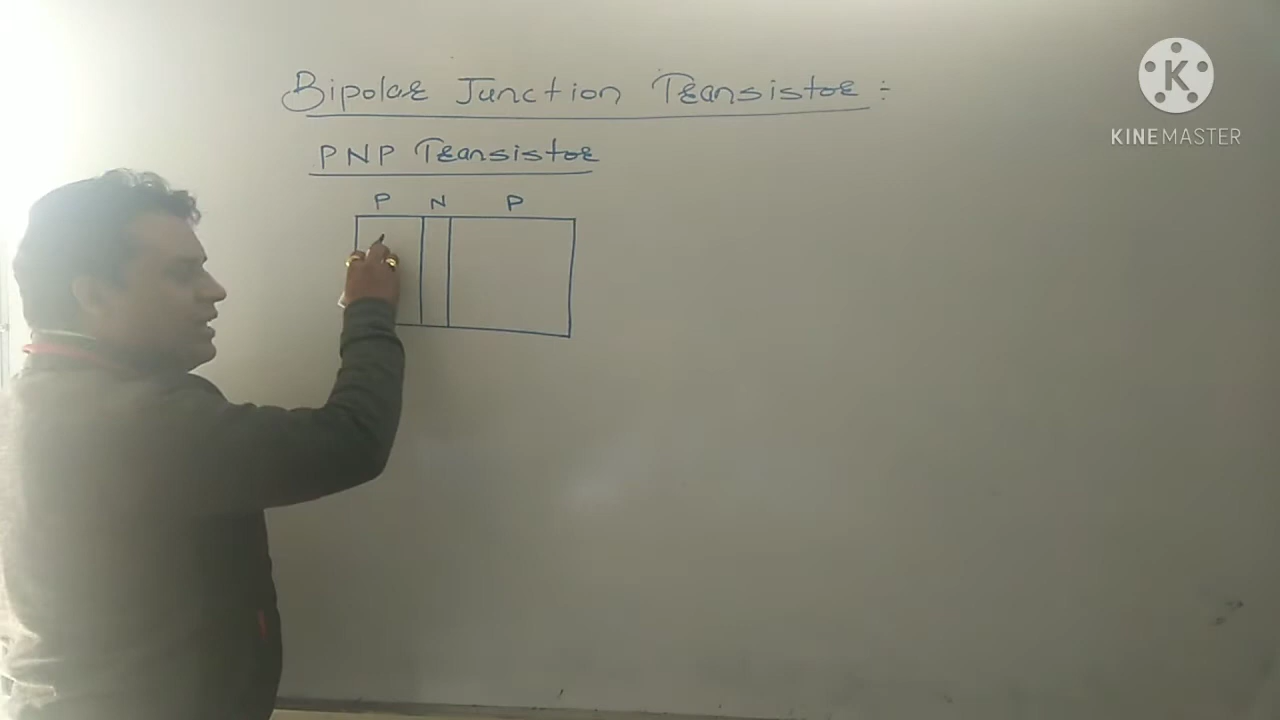 Bipolar Junction Transistor :
PNP Transistor
P N P
K
KINEMASTER